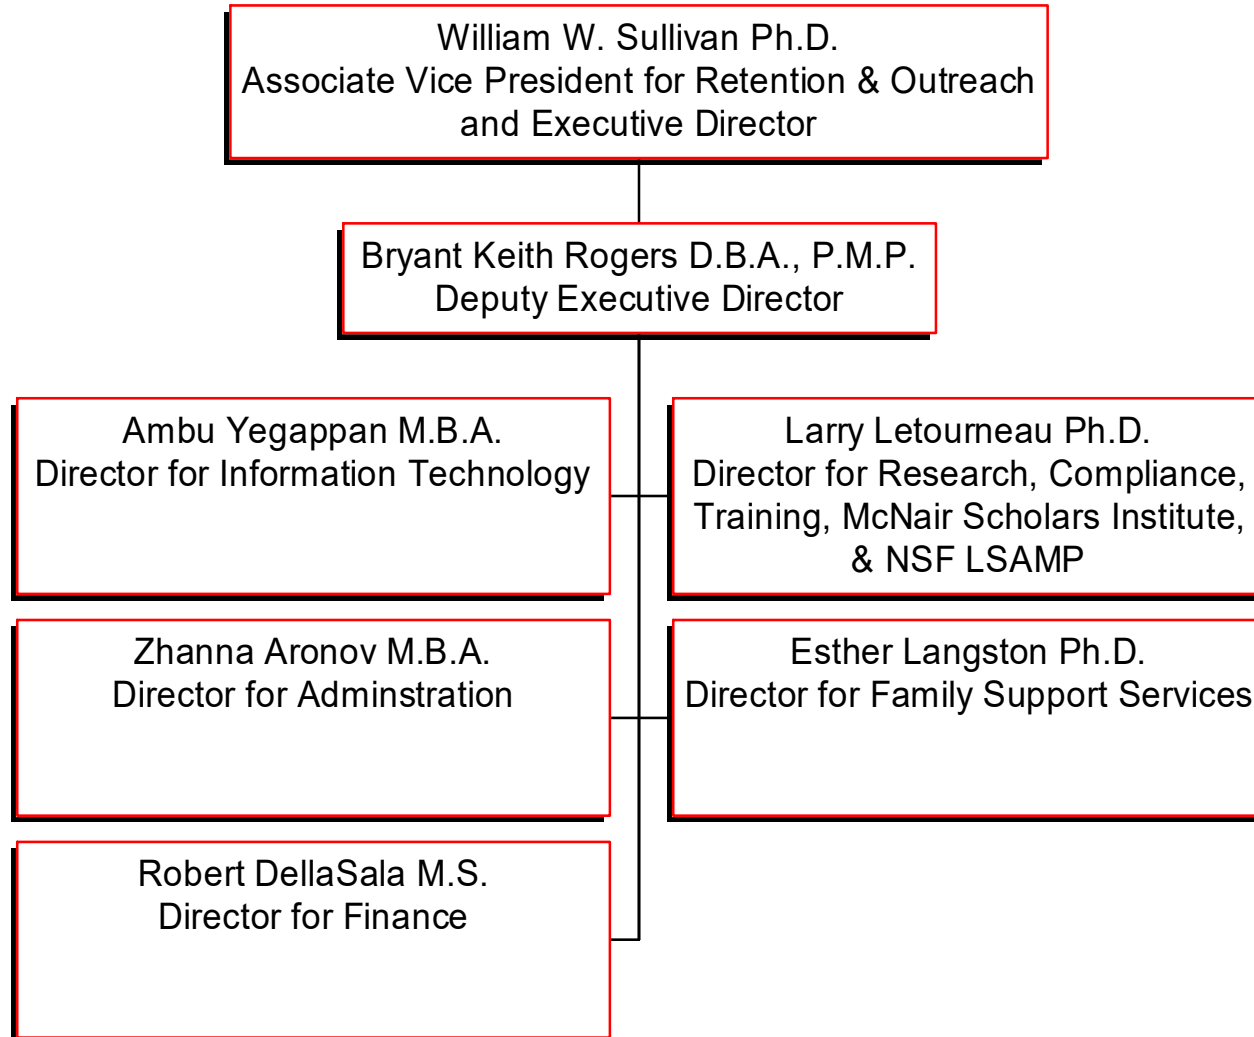 William W. Sullivan Ph.D.
Associate Vice President for Retention & Outreach
and Executive Director
Bryant Keith Rogers D.B.A., P.M.P.
Deputy Executive Director
Ambu Yegappan M.B.A.
Director for Information Technology
Larry Letourneau Ph.D.
Director for Research, Compliance,
Training, McNair Scholars Institute,
& NSF LSAMP
Zhanna Aronov M.B.A.
Director for Adminstration
Esther Langston Ph.D.
Director for Family Support Services
Robert DellaSala M.S.
Director for Finance